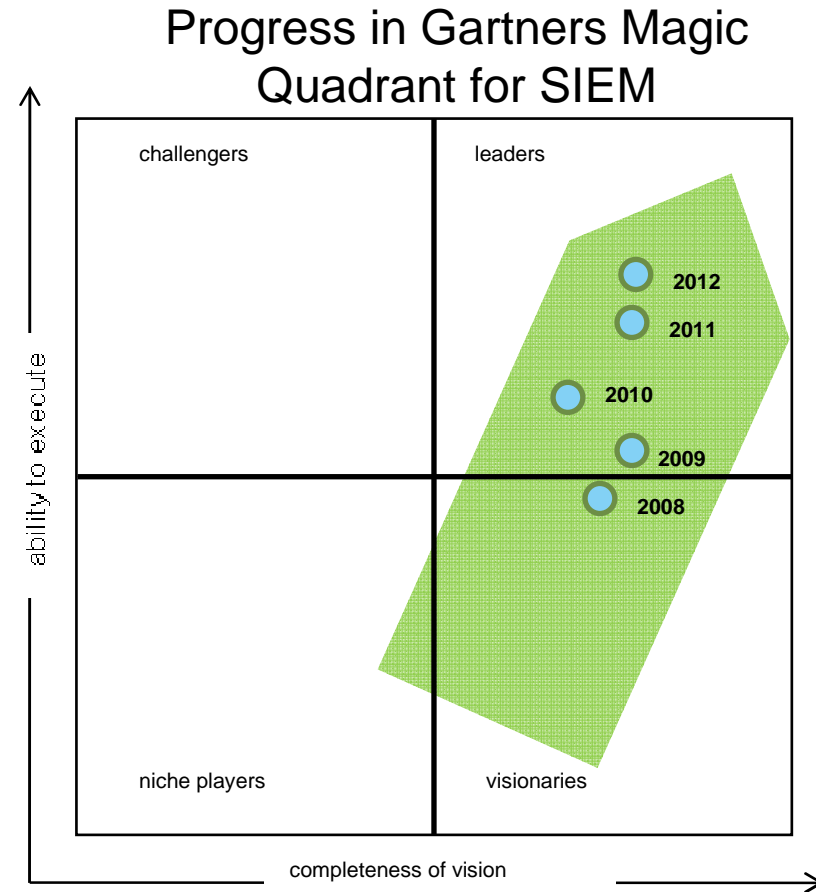 Progress in Gartners Magic
Quadrant for SIEM
challengers
leaders
2012
2011
2010
2009
2008
ability to execute
niche players
visionaries
completeness of vision